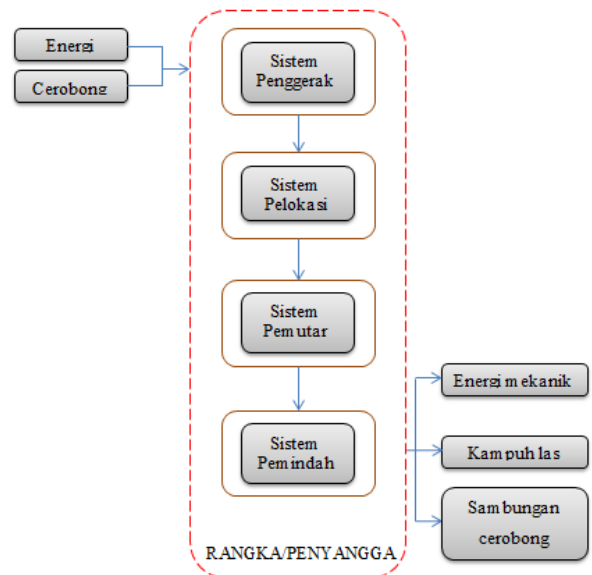 Energi
Cerobong
Sistem
Penggerak
Sistem
Pelokasi
Sistem
Pemutar
Sistem
Pemindah
RANGKA/PENYANGGA
Energi mekanik
Kampuh las
Sambungan
cerobong